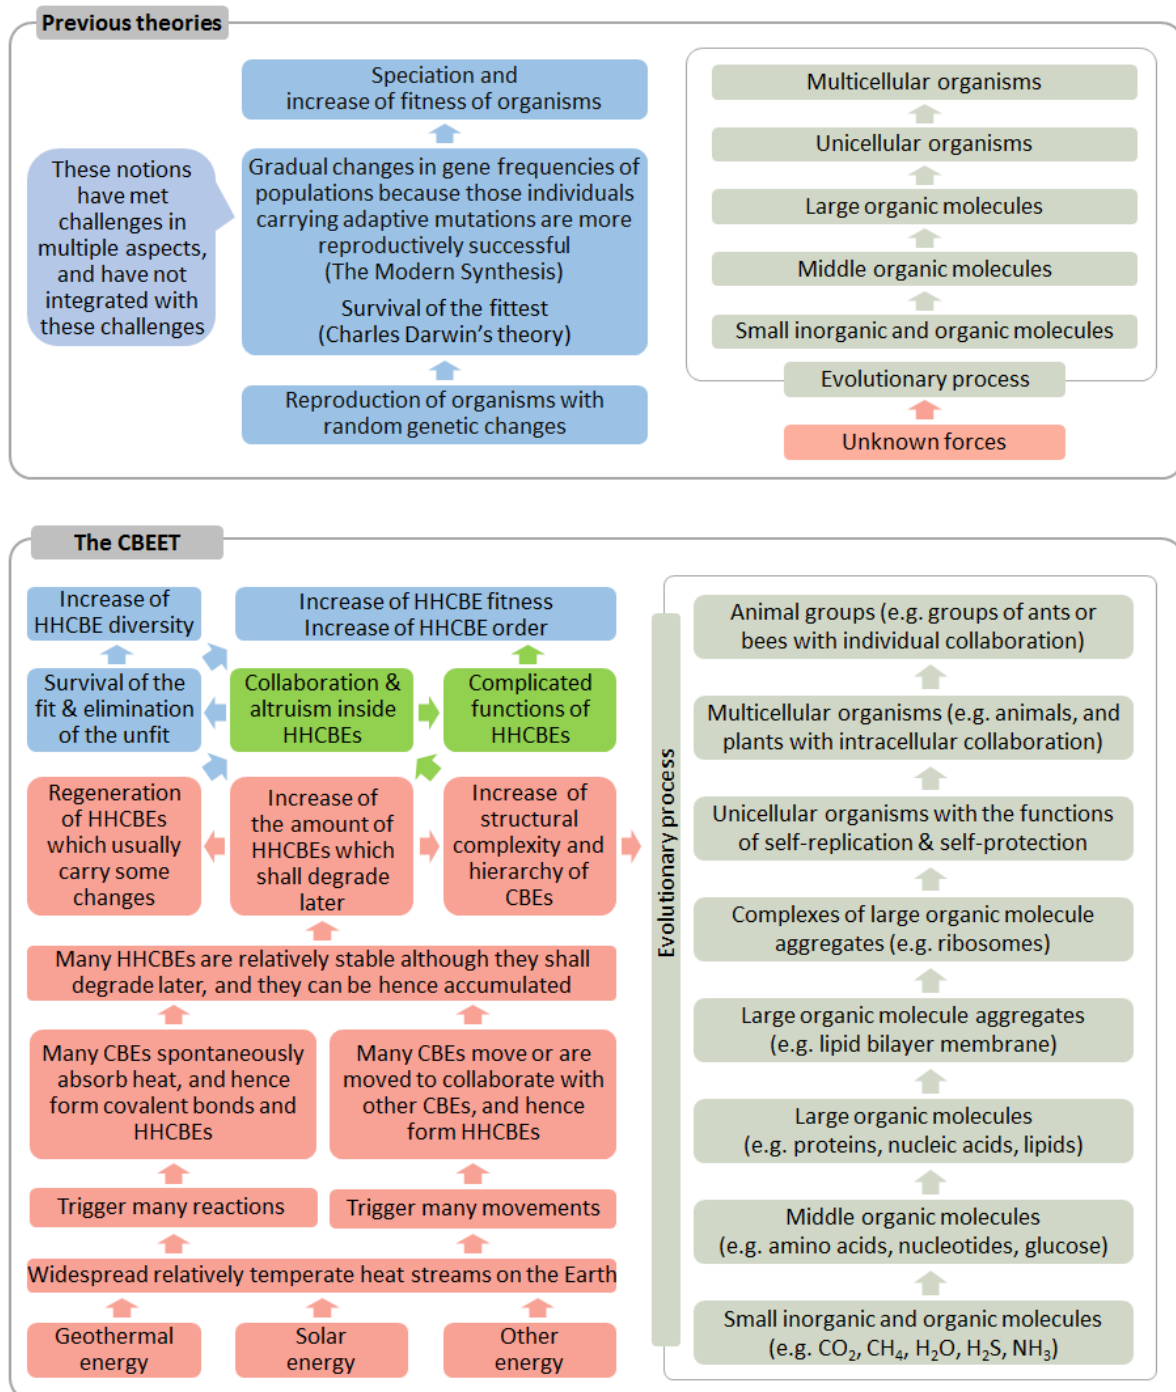 Previous theories
Speciation and
increase of fitness of organisms
These notions
have met
challenges in
multiple aspects,
and have not
integrated with
these challenges
Gradual changes in gene frequencies of
populations because those individuals
carrying adaptive mutations are more
reproductively successful
(The Modern Synthesis)
Survival of the fittest
(Charles Darwin’s theory)
Reproduction of organisms with
random genetic changes
Multicellular organisms
Unicellular organisms
Large organic molecules
Middle organic molecules
Small inorganic and organic molecules
Evolutionary process
Unknown forces
The CBEET
Increase of
HHCBE diversity
Increase of HHCBE fitness
Increase of HHCBE order
Survival of the
fit & elimination
of the unfit
Collaboration &
altruism inside
HHCBEs
Complicated
functions of
HHCBEs
Regeneration
of HHCBEs
which usually
carry some
changes
Increase of
the amount of
HHCBEs which
shall degrade
later
Increase of
structural
complexity and
hierarchy of
CBEs
Many HHCBEs are relatively stable although they shall
degrade later, and they can be hence accumulated
Many CBEs spontaneously
absorb heat, and hence
form covalent bonds and
HHCBEs
Many CBEs move or are
moved to collaborate with
other CBEs, and hence
form HHCBEs
Trigger many reactions
Trigger many movements
Widespread relatively temperate heat streams on the Earth
Geothermal
energy
Solar
energy
Other
energy
Evolutionary process
Animal groups (e.g. groups of ants or
bees with individual collaboration)
Multicellular organisms (e.g. animals, and
plants with intracellular collaboration)
Unicellular organisms with the functions
of self-replication & self-protection
Complexes of large organic molecule
aggregates (e.g. ribosomes)
Large organic molecule aggregates
(e.g. lipid bilayer membrane)
Large organic molecules
(e.g. proteins, nucleic acids, lipids)
Middle organic molecules
(e.g. amino acids, nucleotides, glucose)
Small inorganic and organic molecules
(e.g. CO₂, CH₄, H₂O, H₂S, NH₃)